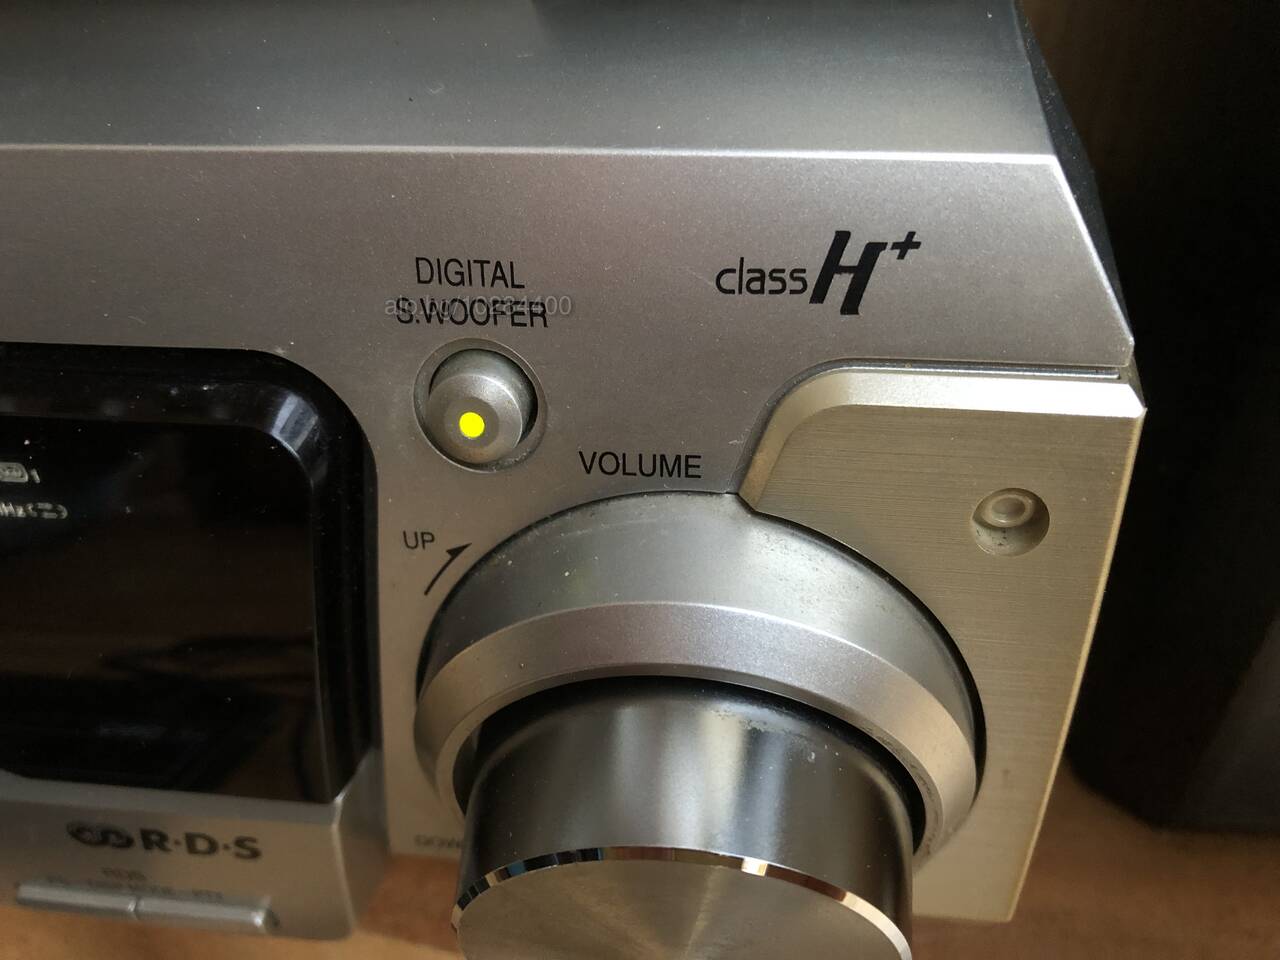 DIGITAL
S.WOOFER
class H+
VOLUME
UP
R·D·S